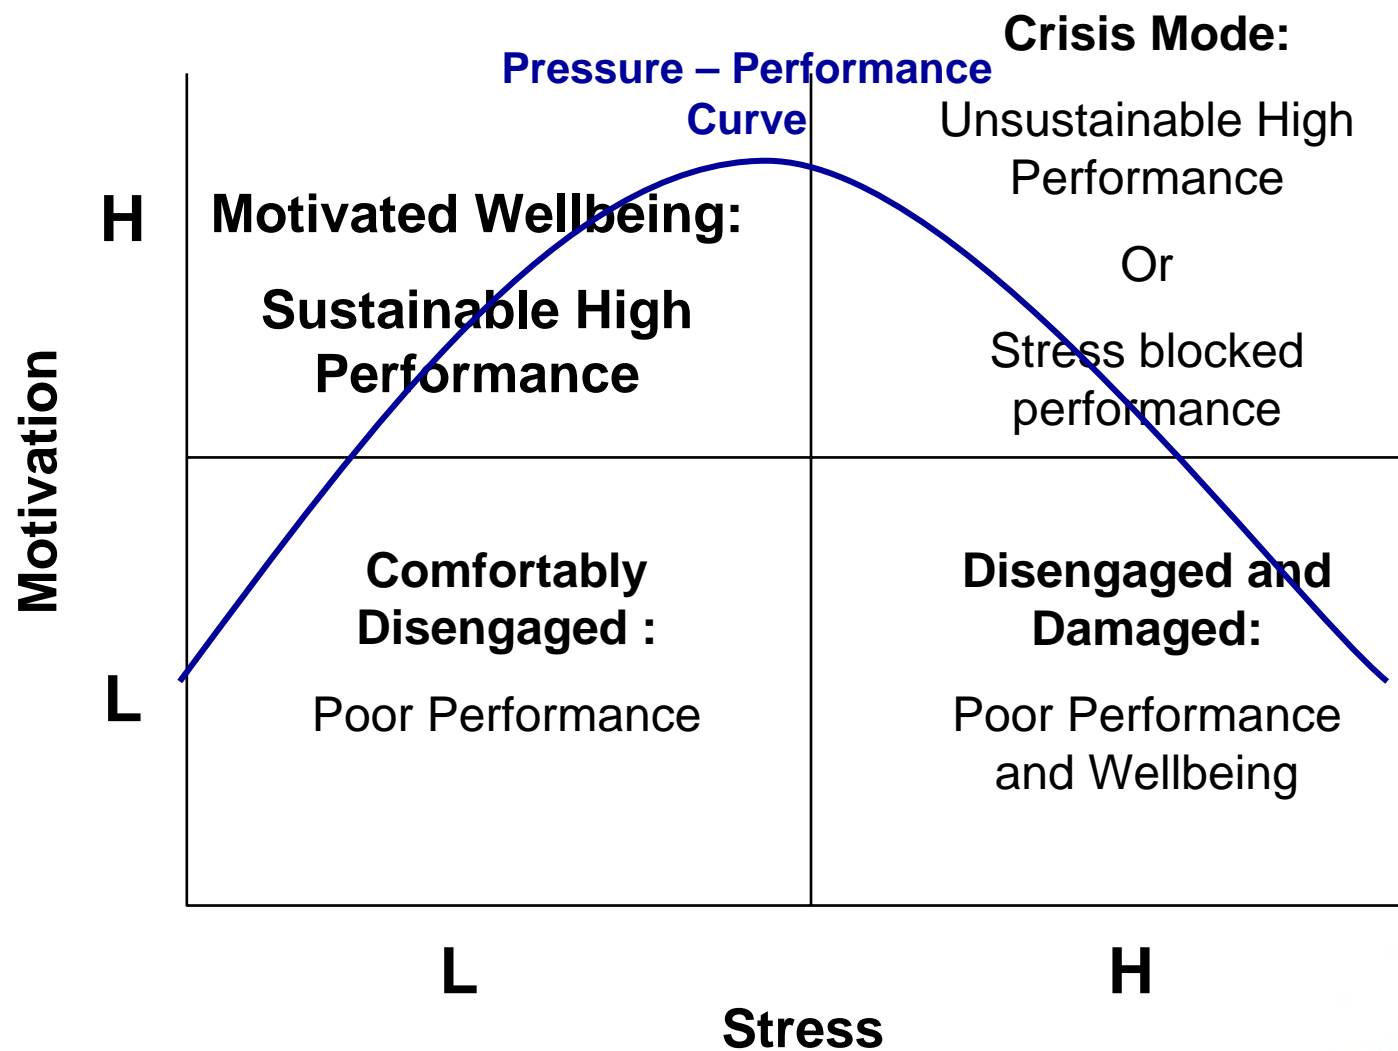 Crisis Mode:
Pressure – Performance
Curve
Unsustainable High
Performance
Or
Stress blocked
performance
H
Motivated Wellbeing:
Sustainable High
Performance
Motivation
Comfortably
Disengaged :
Poor Performance
Disengaged and
Damaged:
Poor Performance
and Wellbeing
L
L
H
Stress